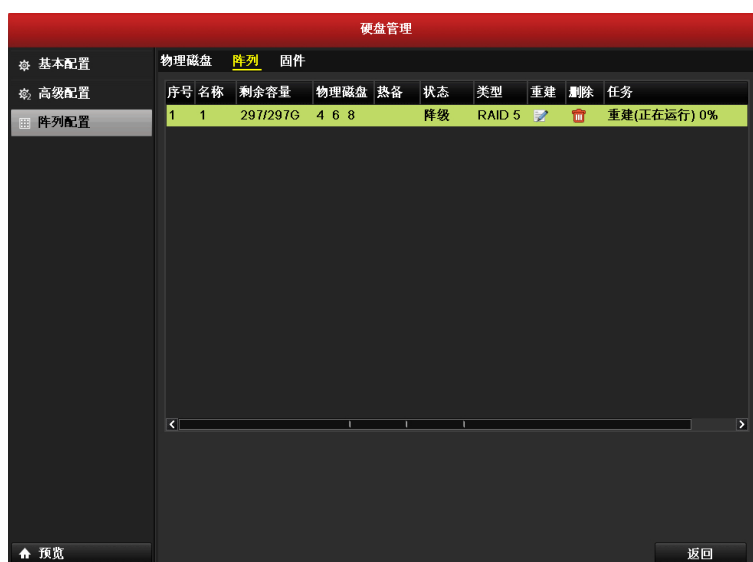 硬盘管理
基本配置
高级配置
阵列配置
物理磁盘 阵列 固件
序号 名称 剩余容量 物理磁盘 热备 状态 类型 重建 删除 任务
1 1 297/297G 4 6 8 降级 RAID 5 重建(正在运行) 0%
预览
返回